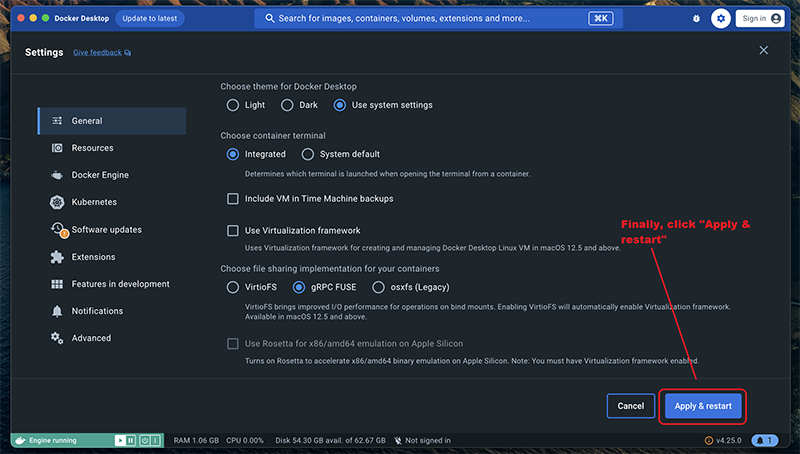 Docker Desktop
Update to latest
Search for images, containers, volumes, extensions and more...
⌘K
Sign in
Settings
Give feedback
General
Resources
Docker Engine
Kubernetes
Software updates
Extensions
Features in development
Notifications
Advanced
Choose theme for Docker Desktop
Light Dark Use system settings
Choose container terminal
Integrated System default
Determines which terminal is launched when opening the terminal from a container.
Include VM in Time Machine backups
Use Virtualization framework
Uses Virtualization framework for creating and managing Docker Desktop Linux VM in macOS 12.5 and above.
Choose file sharing implementation for your containers
VirtioFS gRPC FUSE osxfs (Legacy)
VirtioFS brings improved I/O performance for operations on bind mounts. Enabling VirtioFS will automatically enable Virtualization framework.
Available in macOS 12.5 and above.
Use Rosetta for x86/amd64 emulation on Apple Silicon
Turns on Rosetta to accelerate x86/amd64 binary emulation on Apple Silicon. Note: You must have Virtualization framework enabled.
Finally, click "Apply &
restart"
Cancel
Apply & restart
Engine running
RAM 1.06 GB CPU 0.00% Disk 54.30 GB avail. of 62.67 GB Not signed in
v4.25.0
1